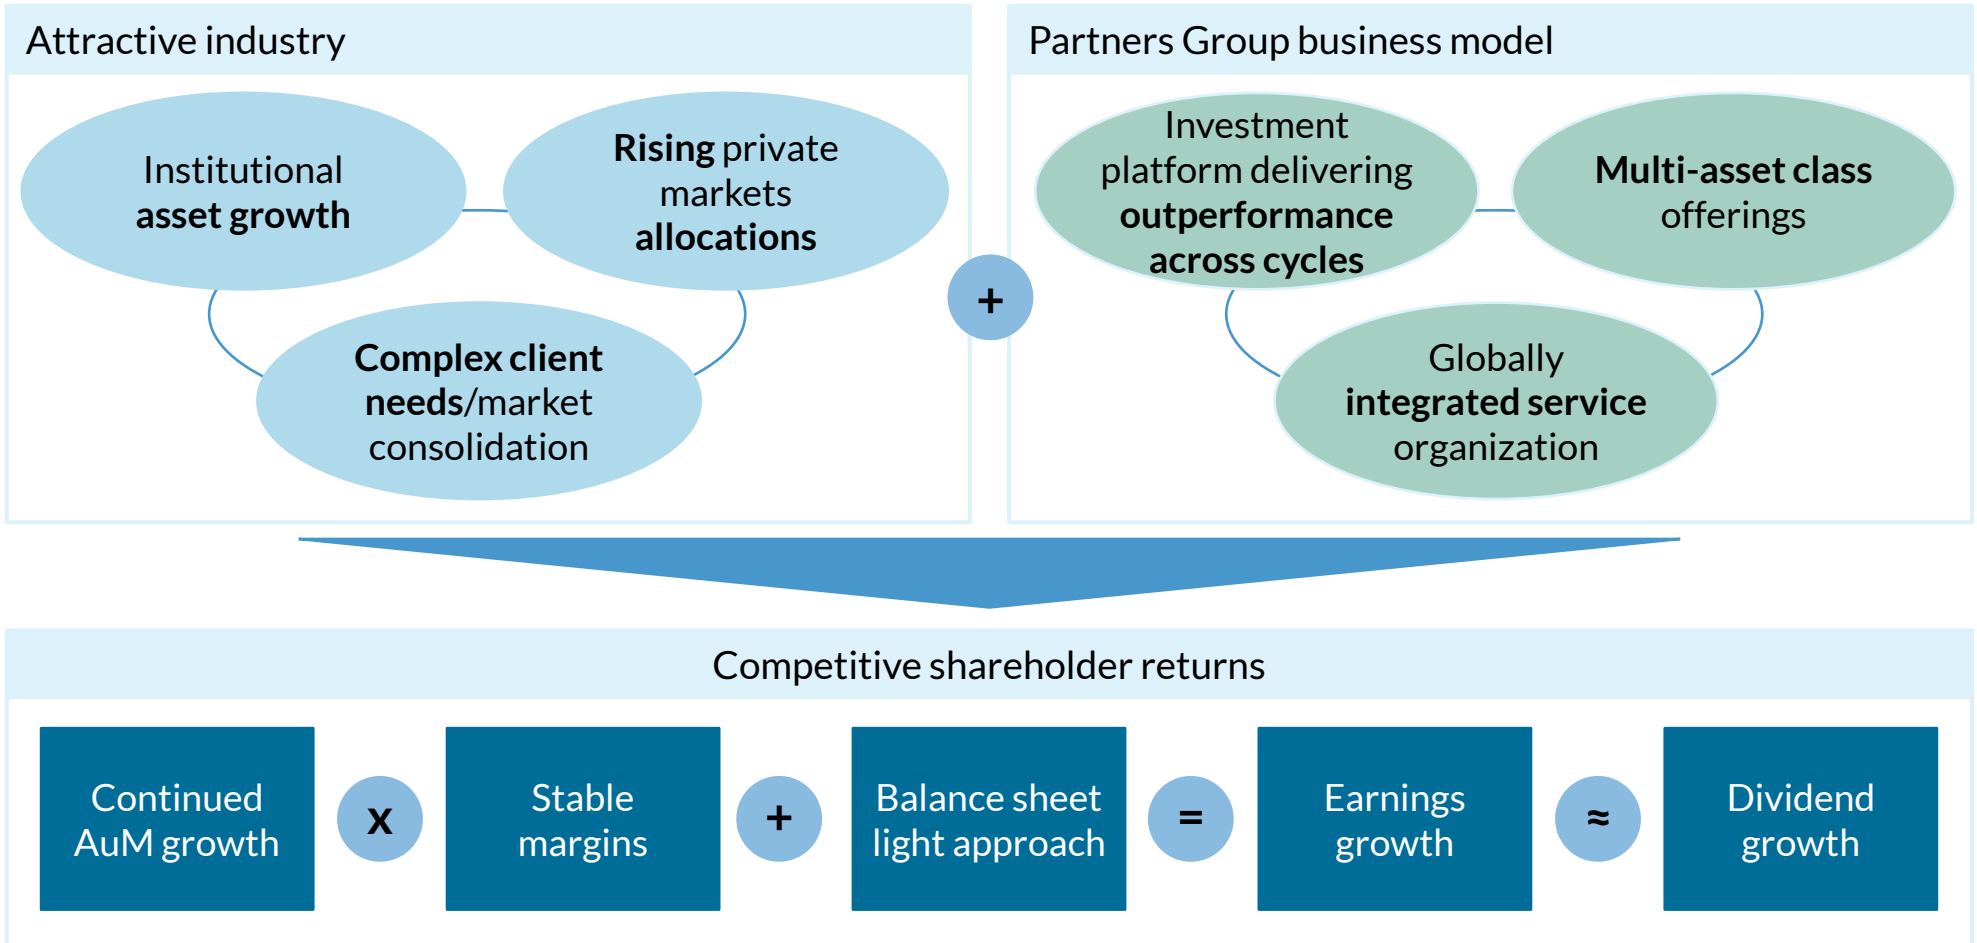 Attractive industry
Institutional
asset growth
Rising private
markets
allocations
Complex client
needs/market
consolidation
+
Partners Group business model
Investment
platform delivering
outperformance
across cycles
Multi-asset class
offerings
Globally
integrated service
organization
Competitive shareholder returns
Continued
AuM growth
x
Stable
margins
+
Balance sheet
light approach
=
Earnings
growth
≈
Dividend
growth